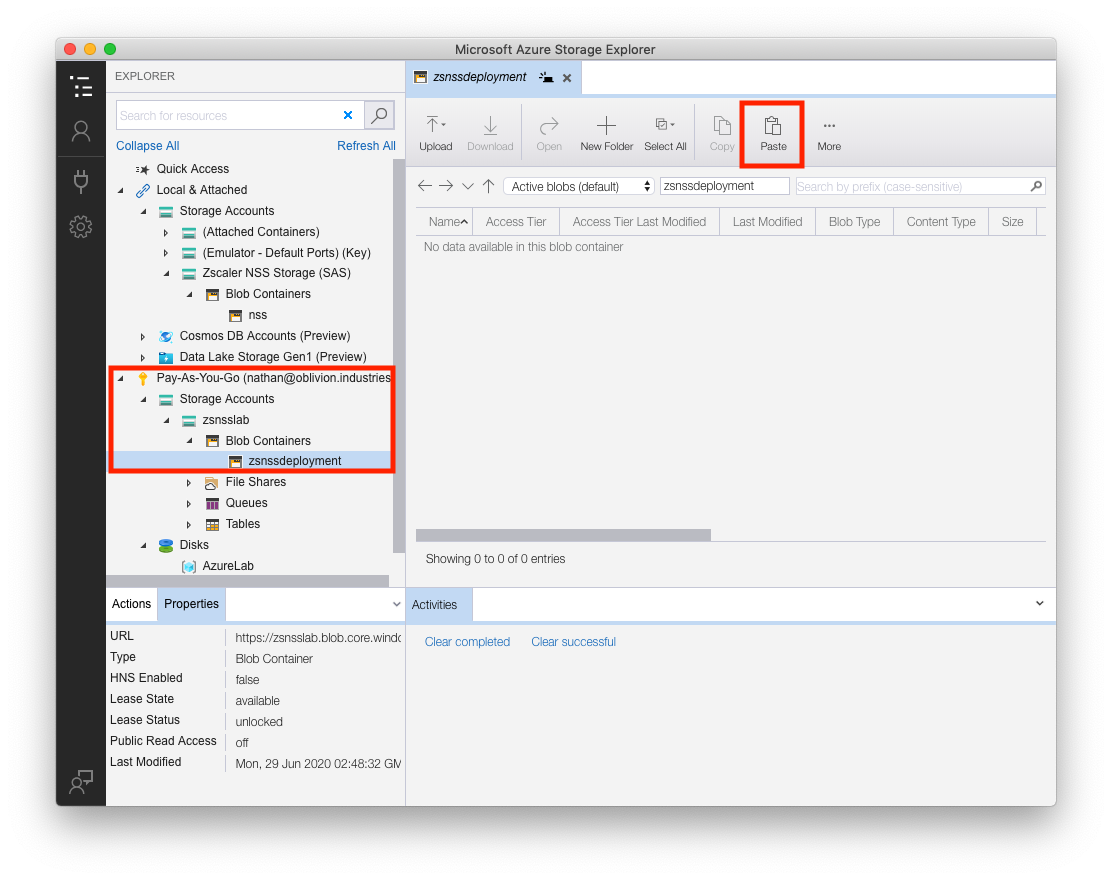 Microsoft Azure Storage Explorer
EXPLORER
Search for resources
Collapse All
Refresh All
Quick Access
Local & Attached
Storage Accounts
(Attached Containers)
(Emulator - Default Ports) (Key)
Zscaler NSS Storage (SAS)
Blob Containers
nss
Cosmos DB Accounts (Preview)
Data Lake Storage Gen1 (Preview)
Pay-As-You-Go (nathan@oblivion.industries
Storage Accounts
zsnsslab
Blob Containers
zsnssdeployment
File Shares
Queues
Tables
Disks
AzureLab
Actions
Properties
URL https://zsnsslab.blob.core.windo
Type Blob Container
HNS Enabled false
Lease State available
Lease Status unlocked
Public Read Access off
Last Modified Mon, 29 Jun 2020 02:48:32 GM
zsnssdeployment
Upload Download Open New Folder Select All Copy Paste More
Active blobs (default) zsnssdeployment Search by prefix (case-sensitive)
Name Access Tier Access Tier Last Modified Last Modified Blob Type Content Type Size
No data available in this blob container
Showing 0 to 0 of 0 entries
Activities
Clear completed Clear successful